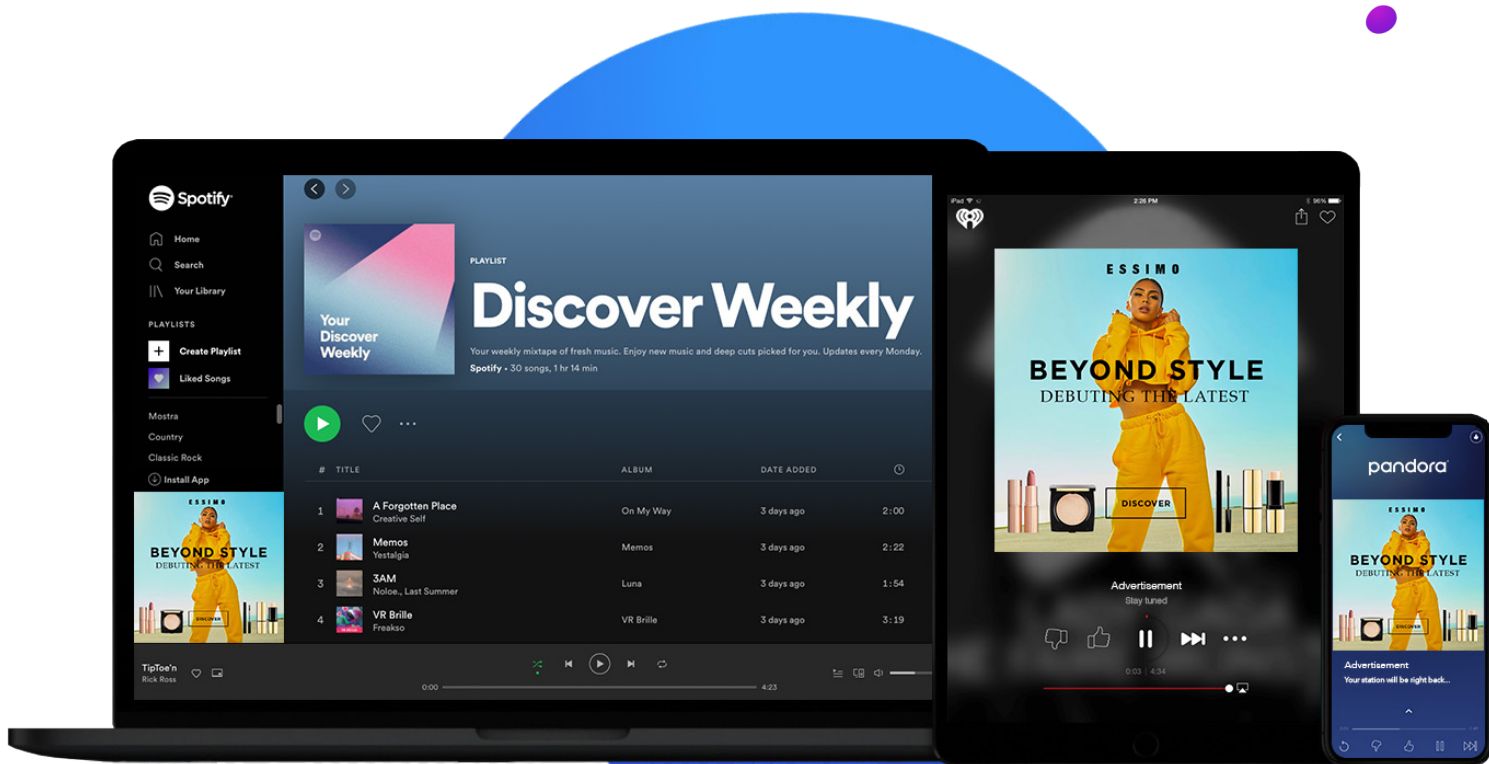 Spotify
Home
Search
Your Library
PLAYLISTS
Create Playlist
Liked Songs
Mostra
Country
Classic Rock
Install App
ESSIMO
BEYOND STYLE
DEBUTING THE LATEST
DISCOVER
TipToe'n
Rick Ross
Your
Discover
Weekly
PLAYLIST
Discover Weekly
Your weekly mixtape of fresh music. Enjoy new music and deep cuts picked for you. Updates every Monday.
Spotify • 30 songs, 1 hr 14 min
# TITLE ALBUM DATE ADDED
1 A Forgotten Place On My Way 3 days ago 2:00
Creative Self
2 Memos Memos 3 days ago 2:22
Yestalgia
3 3AM Luna 3 days ago 1:54
Noloe., Last Summer
4 VR Brille VR Brille 3 days ago 3:19
Freakso
0:00 4:23
iPad 2:26 PM 96%
ESSIMO
BEYOND STYLE
DEBUTING THE LATEST
DISCOVER
Advertisement
Stay tuned
0:03 4:34
pandora
ESSIMO
BEYOND STYLE
DEBUTING THE LATEST
DISCOVER
Advertisement
Your station will be right back...